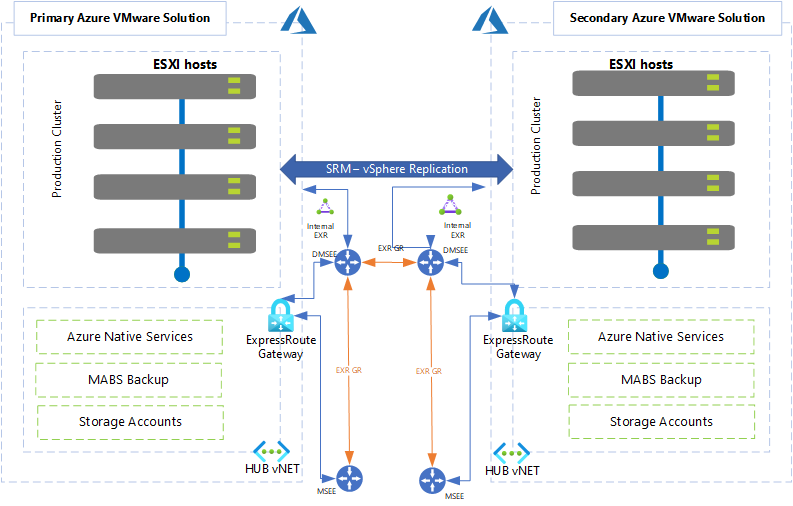 Primary Azure VMware Solution
Secondary Azure VMware Solution
ESXI hosts
ESXI hosts
Production Cluster
Production Cluster
SRM – vSphere Replication
Internal
EXR
Internal
EXR
DMSEE
EXR GR
DMSEE
ExpressRoute
Gateway
ExpressRoute
Gateway
Azure Native Services
MABS Backup
Storage Accounts
Azure Native Services
MABS Backup
Storage Accounts
EXR GR
EXR GR
HUB vNET
HUB vNET
MSEE
MSEE